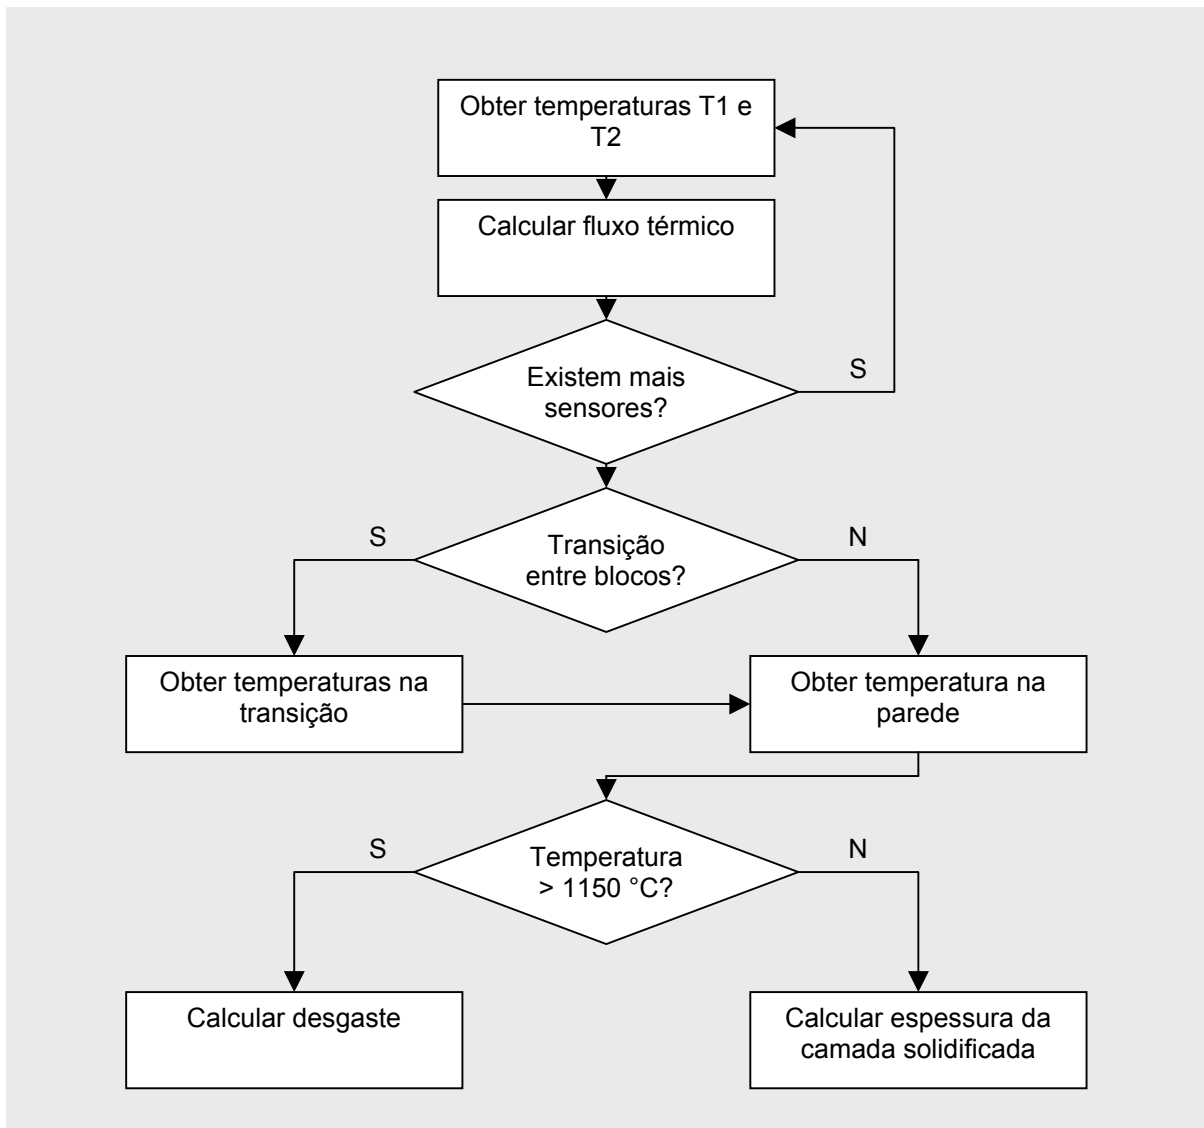 Obter temperaturas T1 e
T2
Calcular fluxo térmico
Existem mais
sensores?
S
Transição
entre blocos?
S
N
Obter temperaturas na
transição
Obter temperatura na
parede
Temperatura
> 1150 °C?
S
N
Calcular desgaste
Calcular espessura da
camada solidificada